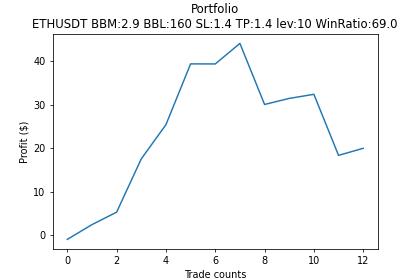 Portfolio
ETHUSDT BBM:2.9 BBL:160 SL:1.4 TP:1.4 lev:10 WinRatio:69.0
Profit ($)
40
30
20
10
0
0 2 4 6 8 10 12
Trade counts